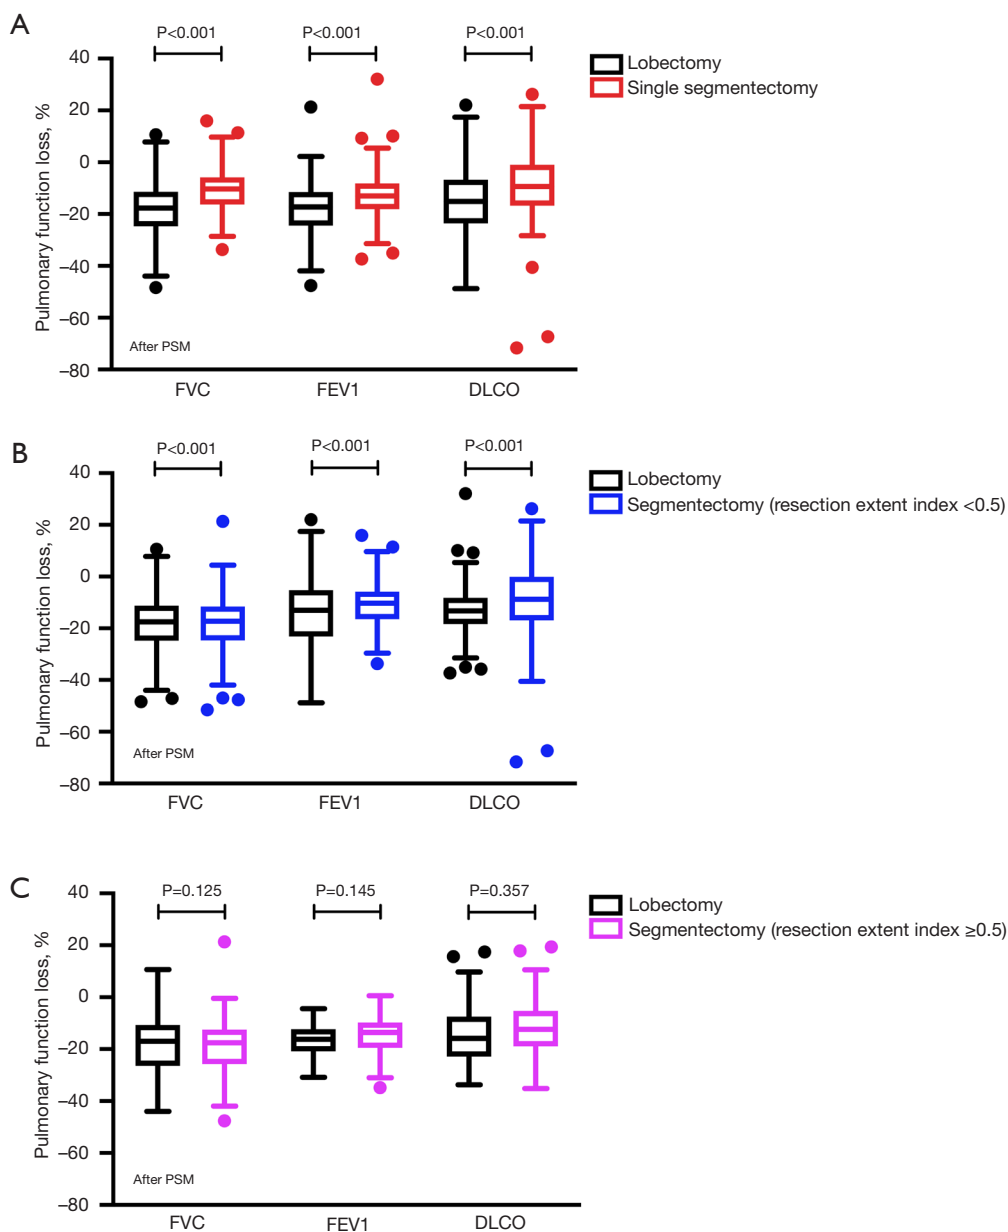 A
P<0.001
P<0.001
P<0.001
Lobectomy
Single segmentectomy
Pulmonary function loss, %
40
20
0
−20
−40
−60
−80
After PSM
FVC
FEV1
DLCO
B
P<0.001
P<0.001
P<0.001
Lobectomy
Segmentectomy (resection extent index <0.5)
Pulmonary function loss, %
40
20
0
−20
−40
−60
−80
After PSM
FVC
FEV1
DLCO
C
P=0.125
P=0.145
P=0.357
Lobectomy
Segmentectomy (resection extent index ≥0.5)
Pulmonary function loss, %
40
20
0
−20
−40
−60
−80
After PSM
FVC
FEV1
DLCO